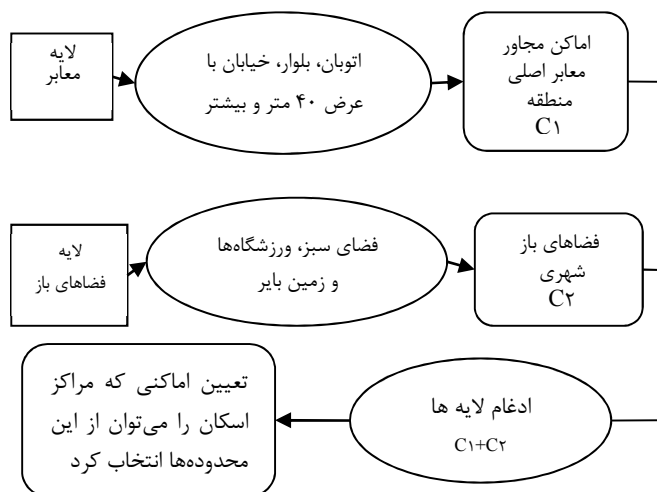 لایه
معابر
اتوبان، بلوار، خیابان با
عرض ۴۰ متر و بیشتر
اماکن مجاور
معابر اصلی
منطقه
C۱
لایه
فضاهای باز
فضای سبز، ورزشگاه‌ها
و زمین بایر
فضاهای باز
شهری
C۲
ادغام لایه ها
C۱+C۲
تعیین اماکنی که مراکز
اسکان را می‌توان از این
محدوده‌ها انتخاب کرد